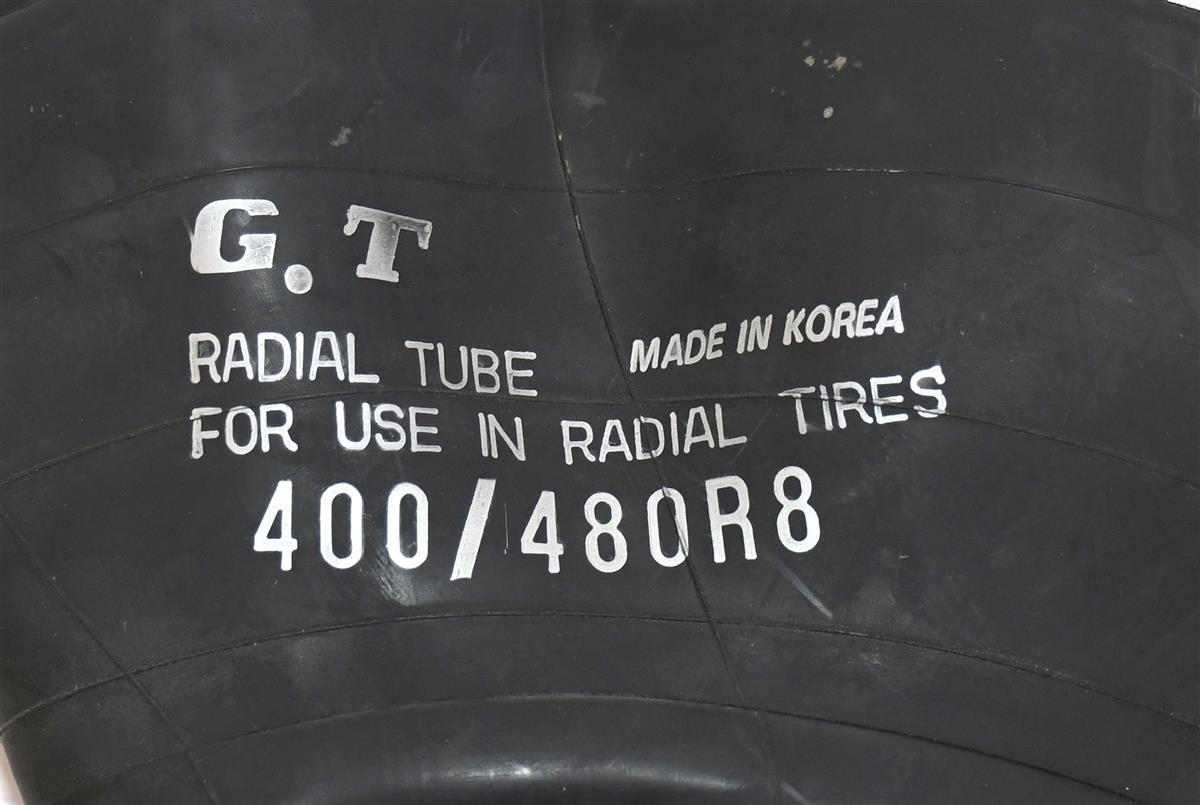 G.T
RADIAL TUBE MADE IN KOREA
FOR USE IN RADIAL TIRES
400/480R8